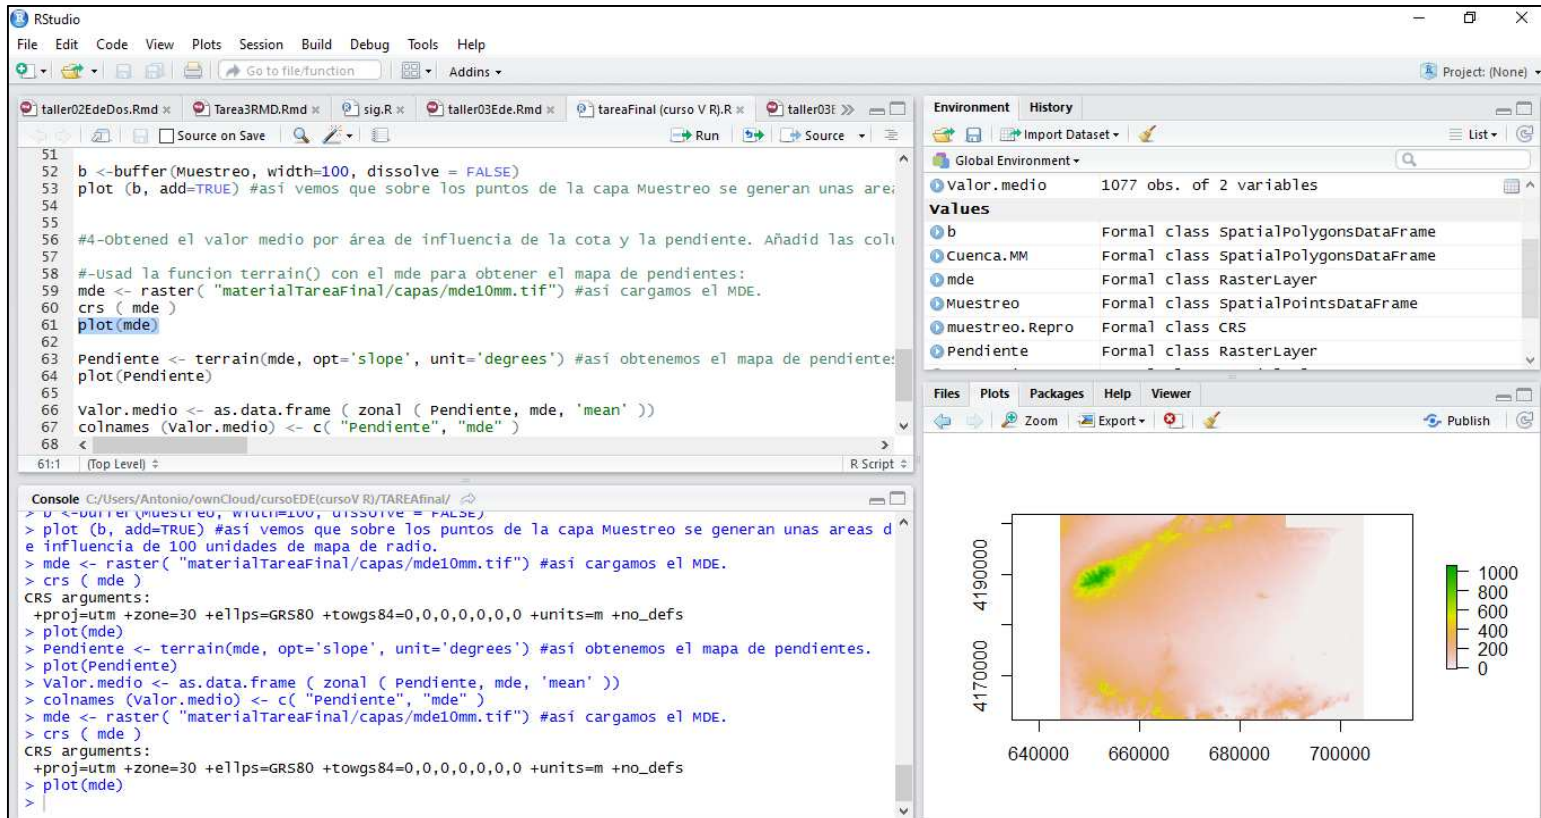 RStudio
File Edit Code View Plots Session Build Debug Tools Help
Go to file/function Addins Project: (None)
taller02EdeDos.Rmd Tarea3RMD.Rmd sig.R taller03Ede.Rmd tareaFinal (curso V R).R taller03E
Source on Save Run Source
51
52 b <-buffer(Muestreo, width=100, dissolve = FALSE)
53 plot (b, add=TRUE) #así vemos que sobre los puntos de la capa Muestreo se generan unas area
54
55
56 #4-Obtened el valor medio por área de influencia de la cota y la pendiente. Añadid las colu
57
58 #-Usad la funcion terrain() con el mde para obtener el mapa de pendientes:
59 mde <- raster( "materialTareaFinal/capas/mde10mm.tif") #así cargamos el MDE.
60 crs ( mde )
61 plot(mde)
62
63 Pendiente <- terrain(mde, opt='slope', unit='degrees') #así obtenemos el mapa de pendientes
64 plot(Pendiente)
65
66 Valor.medio <- as.data.frame ( zonal ( Pendiente, mde, 'mean' ))
67 colnames (Valor.medio) <- c( "Pendiente", "mde" )
68
61:1 (Top Level) R Script
Console C:/Users/Antonio/ownCloud/cursoEDE(cursoV R)/TAREAfinal/
> b <-buffer(Muestreo, width=100, dissolve = FALSE)
> plot (b, add=TRUE) #así vemos que sobre los puntos de la capa Muestreo se generan unas areas d
e influencia de 100 unidades de mapa de radio.
> mde <- raster( "materialTareaFinal/capas/mde10mm.tif") #así cargamos el MDE.
> crs ( mde )
CRS arguments:
+proj=utm +zone=30 +ellps=GRS80 +towgs84=0,0,0,0,0,0,0 +units=m +no_defs
> plot(mde)
> Pendiente <- terrain(mde, opt='slope', unit='degrees') #así obtenemos el mapa de pendientes.
> plot(Pendiente)
> Valor.medio <- as.data.frame ( zonal ( Pendiente, mde, 'mean' ))
> colnames (Valor.medio) <- c( "Pendiente", "mde" )
> mde <- raster( "materialTareaFinal/capas/mde10mm.tif") #así cargamos el MDE.
> crs ( mde )
CRS arguments:
+proj=utm +zone=30 +ellps=GRS80 +towgs84=0,0,0,0,0,0,0 +units=m +no_defs
> plot(mde)
>
Environment History
Import Dataset List
Global Environment
Valor.medio 1077 obs. of 2 variables
Values
b Formal class SpatialPolygonsDataFrame
Cuenca.MM Formal class SpatialPolygonsDataFrame
mde Formal class RasterLayer
Muestreo Formal class SpatialPointsDataFrame
muestreo.Repro Formal class CRS
Pendiente Formal class RasterLayer
Files Plots Packages Help Viewer
Zoom Export Publish
4190000
4170000
640000 660000 680000 700000
1000
800
600
400
200
0